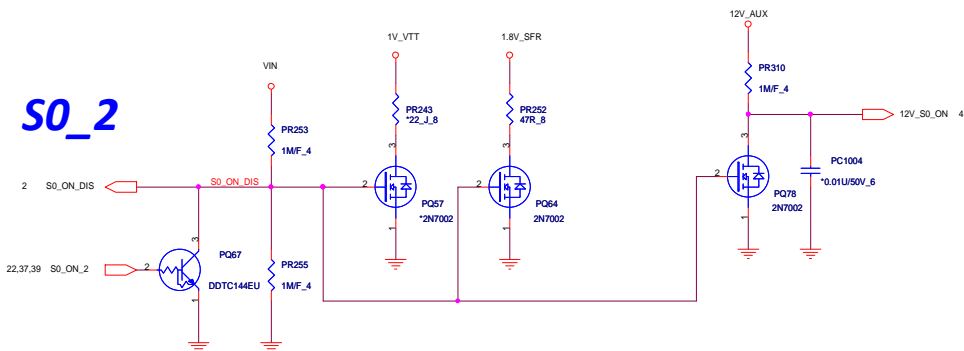 12V_AUX
1V_VTT
1.8V_SFR
VIN
PR310
1M/F_4
S0_2
PR243
*22_J_8
PR252
47R_8
12V_S0_ON 4
PR253
1M/F_4
3
3
3
PC1004
*0.01U/50V_6
2 S0_ON_DIS
S0_ON_DIS
2
2
2
PQ57
*2N7002
PQ64
2N7002
PQ78
2N7002
1
1
1
3
PQ67
22,37,39 S0_ON_2
2
PR255
1M/F_4
DDTC144EU
1